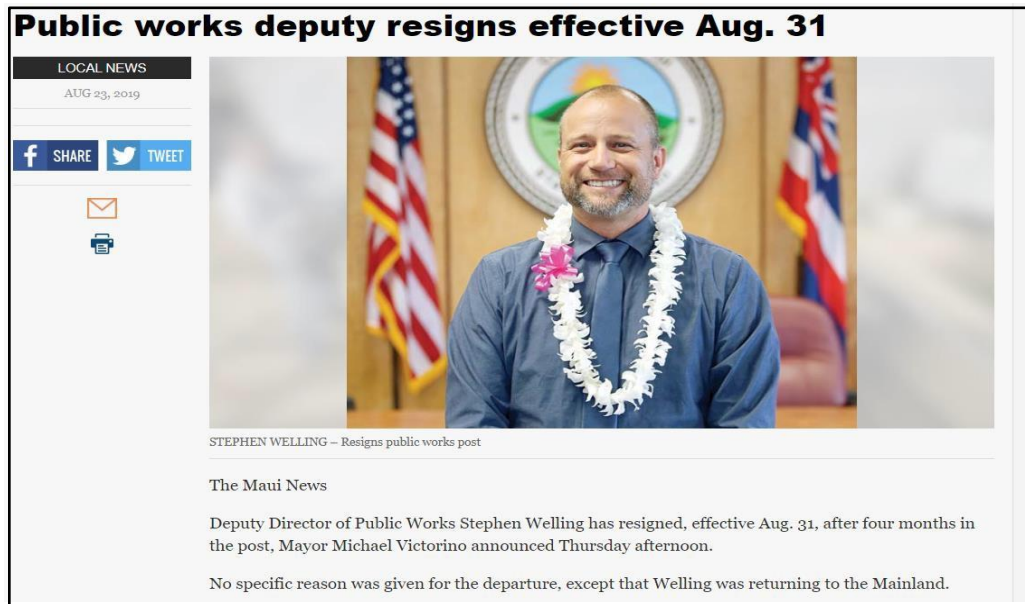 Public works deputy resigns effective Aug. 31
LOCAL NEWS
AUG 23, 2019
SHARE
TWEET
STEPHEN WELLING – Resigns public works post
The Maui News
Deputy Director of Public Works Stephen Welling has resigned, effective Aug. 31, after four months in
the post, Mayor Michael Victorino announced Thursday afternoon.
No specific reason was given for the departure, except that Welling was returning to the Mainland.